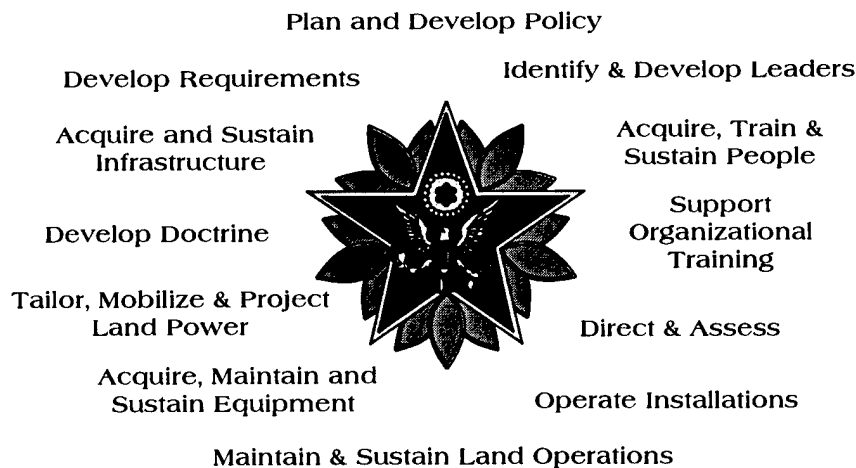 Plan and Develop Policy
Develop Requirements
Identify & Develop Leaders
Acquire and Sustain
Infrastructure
Acquire, Train &
Sustain People
Develop Doctrine
Support
Organizational
Training
Tailor, Mobilize & Project
Land Power
Direct & Assess
Acquire, Maintain and
Sustain Equipment
Operate Installations
Maintain & Sustain Land Operations